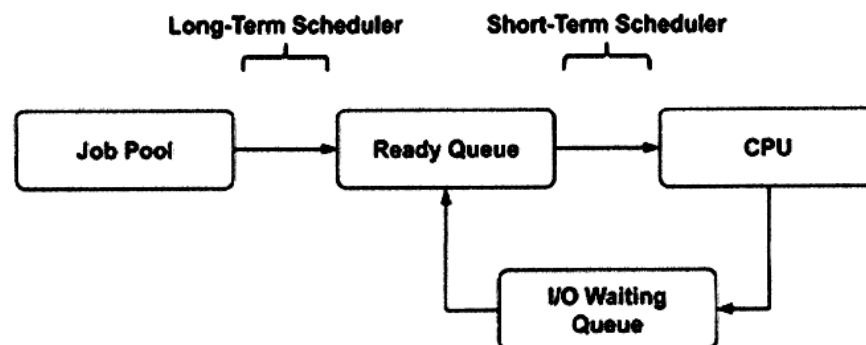 Long-Term Scheduler
Short-Term Scheduler
Job Pool
Ready Queue
CPU
I/O Waiting
Queue